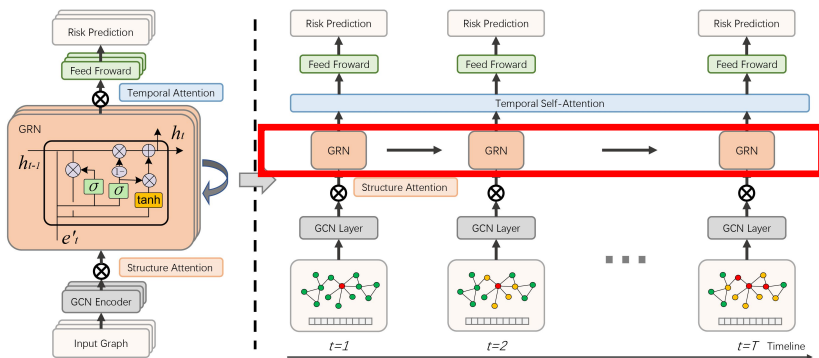 Risk Prediction
Feed Froward
Temporal Attention
GRN
h_t
h_{t-1}
σ
σ
1-
tanh
e'_t
Structure Attention
GCN Encoder
Input Graph
Risk Prediction
Risk Prediction
Risk Prediction
Feed Froward
Feed Froward
Feed Froward
Temporal Self-Attention
GRN
GRN
GRN
Structure Attention
GCN Layer
GCN Layer
GCN Layer
t=1
t=2
t=T
Timeline